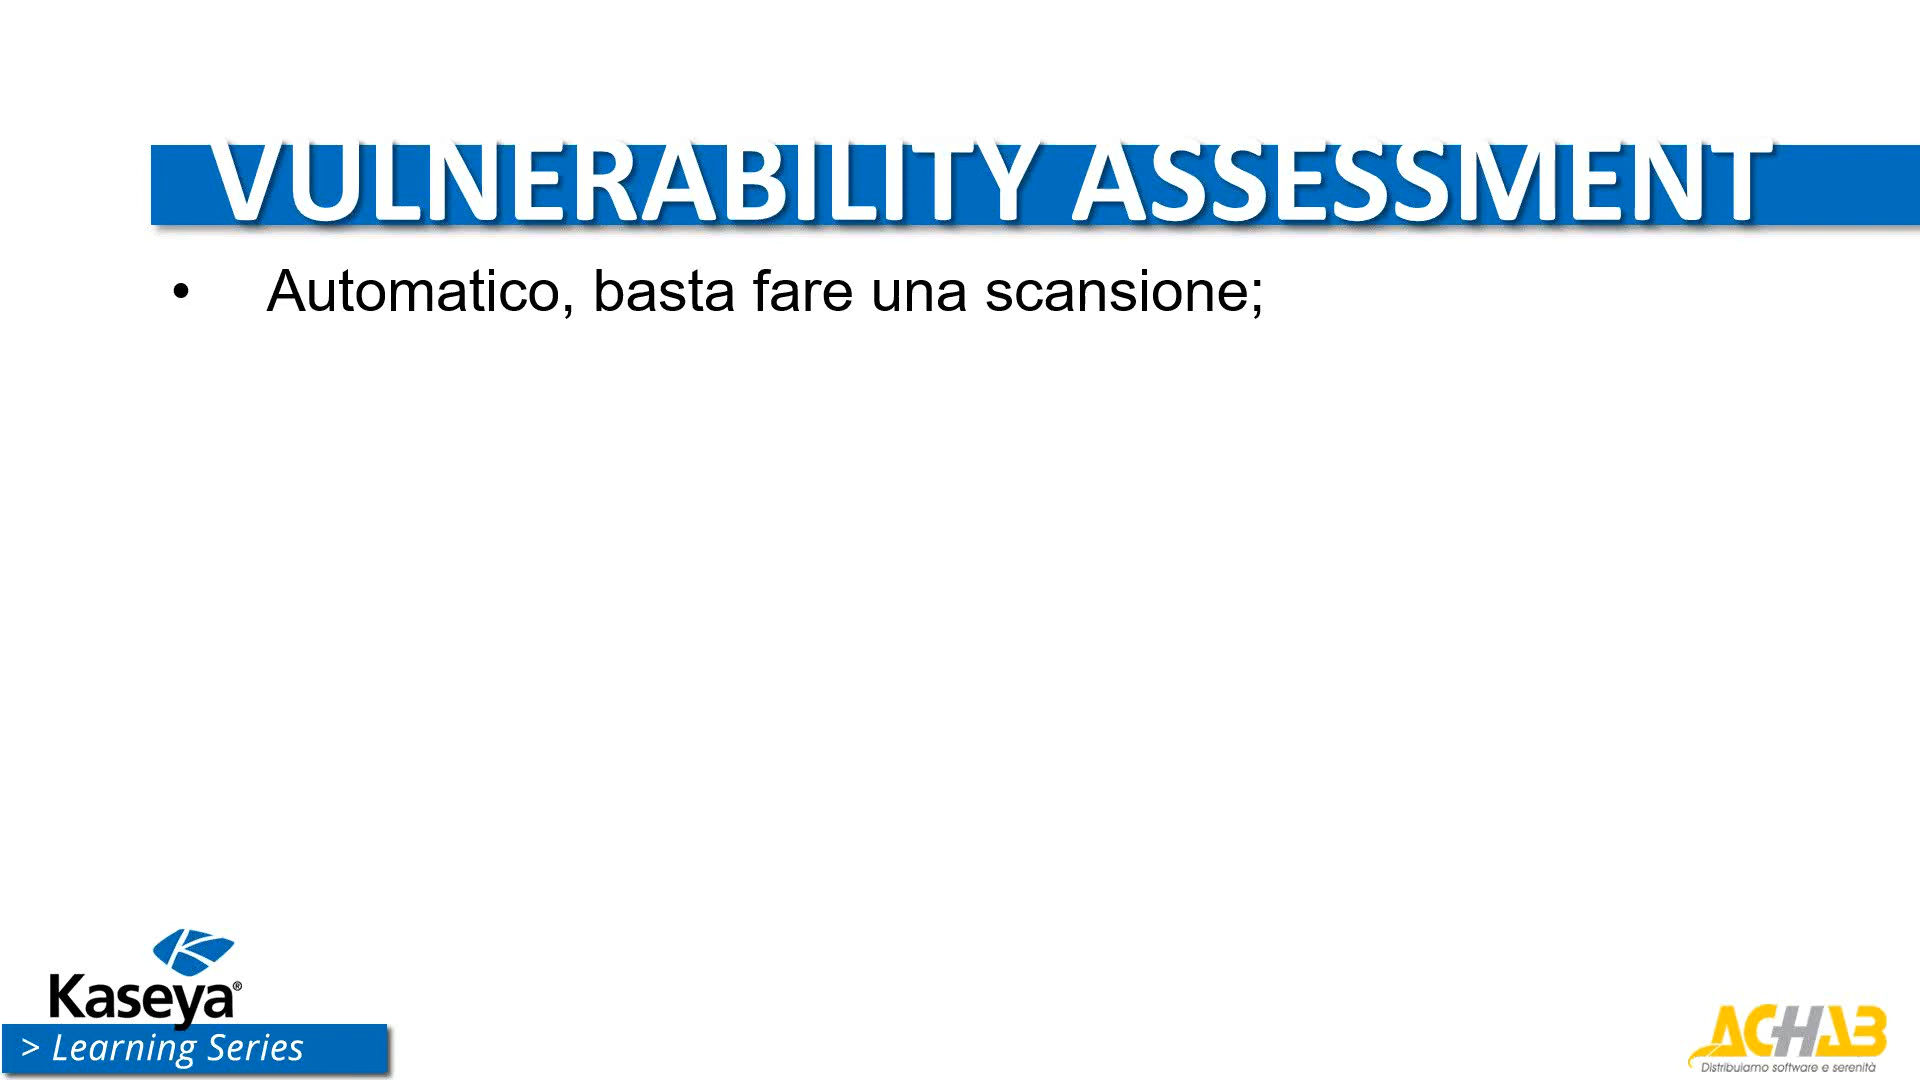 VULNERABILITY ASSESSMENT
• Automatico, basta fare una scansione;
Kaseya®
> Learning Series
ACHAB
Distribuiamo software e serenità